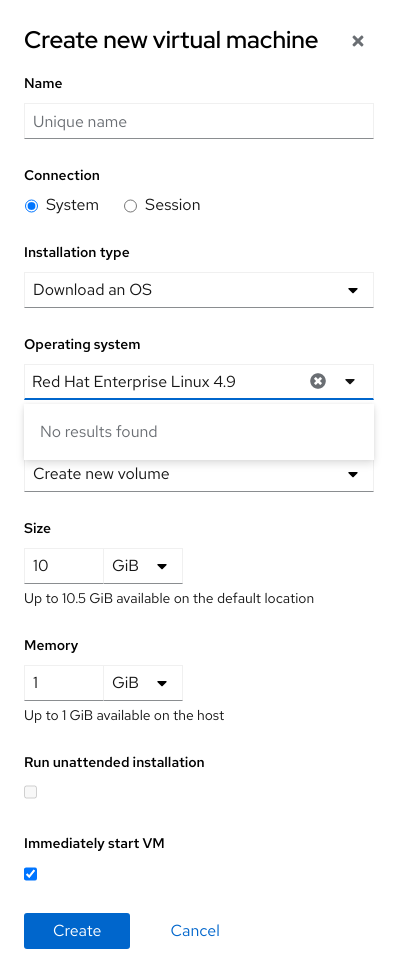 Create new virtual machine
Name
Unique name
Connection
System Session
Installation type
Download an OS
Operating system
Red Hat Enterprise Linux 4.9
No results found
Create new volume
Size
10 GiB
Up to 10.5 GiB available on the default location
Memory
1 GiB
Up to 1 GiB available on the host
Run unattended installation
Immediately start VM
Create Cancel